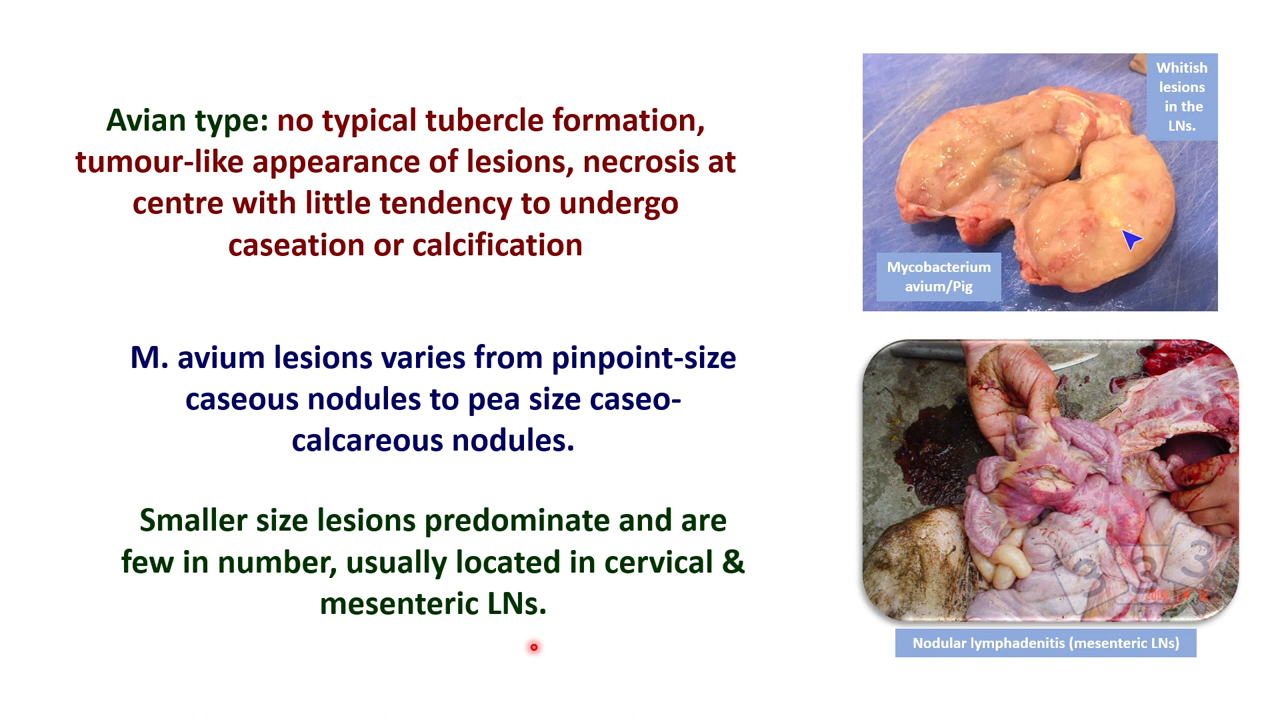 Avian type: no typical tubercle formation,
tumour-like appearance of lesions, necrosis at
centre with little tendency to undergo
caseation or calcification
M. avium lesions varies from pinpoint-size
caseous nodules to pea size caseo-
calcareous nodules.
Smaller size lesions predominate and are
few in number, usually located in cervical &
mesenteric LNs.
Whitish
lesions
in the
LNs.
Mycobacterium
avium/Pig
333
Nodular lymphadenitis (mesenteric LNs)